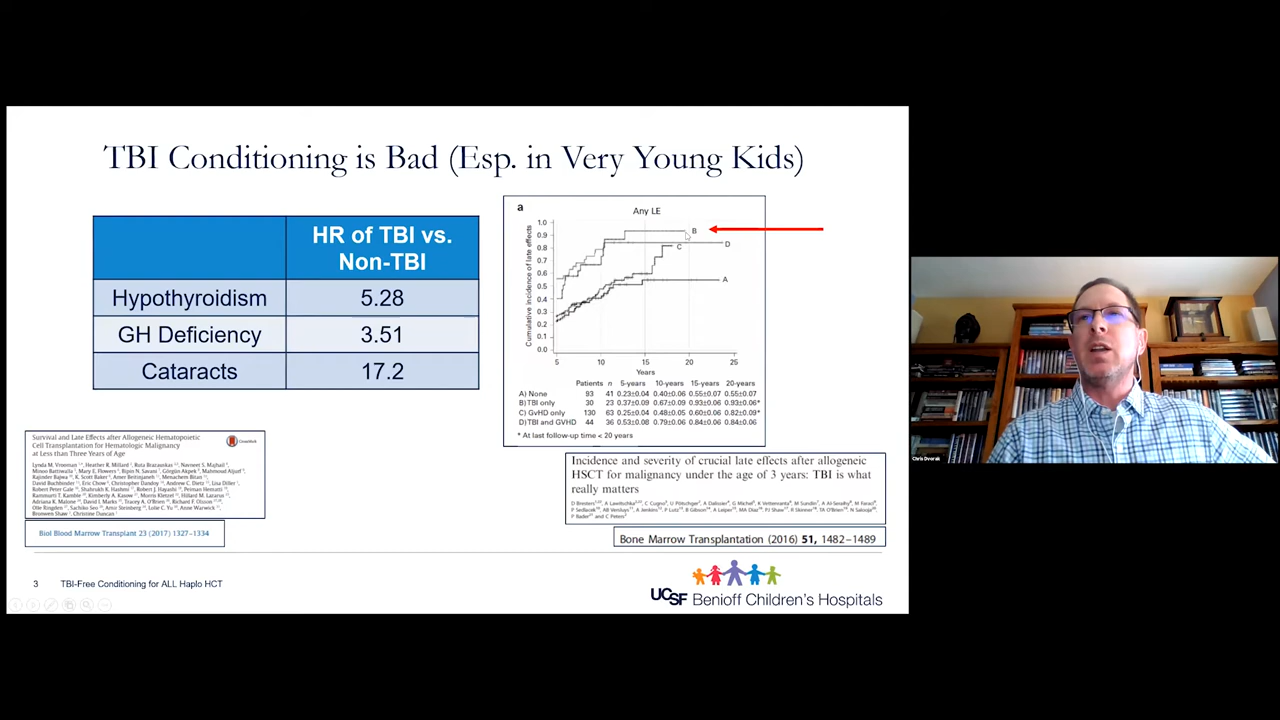 TBI Conditioning is Bad (Esp. in Very Young Kids)
HR of TBI vs.
Non-TBI
Hypothyroidism 5.28
GH Deficiency 3.51
Cataracts 17.2
Survival and Late Effects after Allogeneic Hematopoietic
Cell Transplantation for Hematologic Malignancy
at Less than Three Years of Age
CrossMark
Biol Blood Marrow Transplant 23 (2017) 1327–1334
a
Any LE
Cumulative incidence of late effects
1.0
0.9
0.8
0.7
0.6
0.5
0.4
0.3
0.2
0.1
0.0
B
D
C
A
5 10 15 20 25
Years
Patients n 5-years 10-years 15-years 20-years
A) None 93 41 0.23±0.04 0.40±0.06 0.55±0.07 0.55±0.07
B) TBI only 30 23 0.37±0.09 0.67±0.09 0.93±0.06 0.93±0.06*
C) GvHD only 130 63 0.25±0.04 0.48±0.05 0.60±0.06 0.82±0.09*
D) TBI and GVHD 44 36 0.53±0.08 0.79±0.06 0.84±0.06 0.84±0.06
* At last follow-up time < 20 years
Incidence and severity of crucial late effects after allogeneic
HSCT for malignancy under the age of 3 years: TBI is what
really matters
Bone Marrow Transplantation (2016) 51, 1482–1489
3 TBI-Free Conditioning for ALL Haplo HCT
UCSF Benioff Children's Hospitals
Chris Dvorak